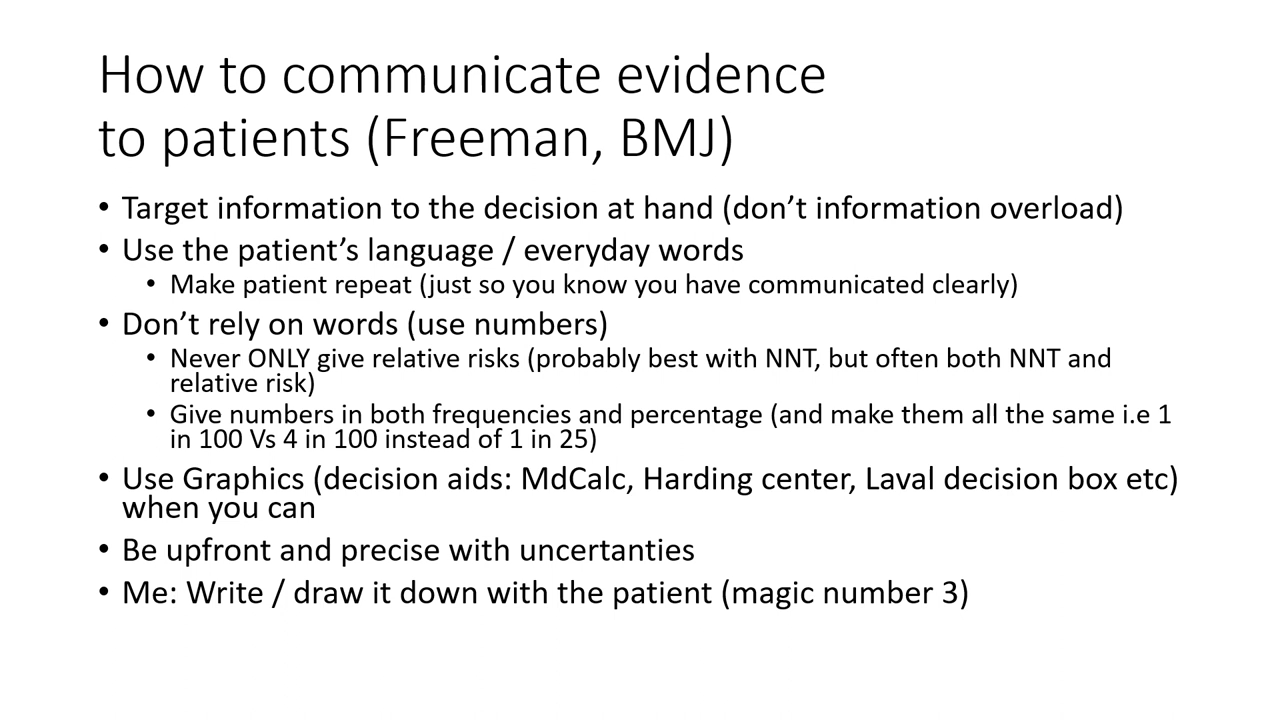 How to communicate evidence
to patients (Freeman, BMJ)
• Target information to the decision at hand (don’t information overload)
• Use the patient’s language / everyday words
• Make patient repeat (just so you know you have communicated clearly)
• Don’t rely on words (use numbers)
• Never ONLY give relative risks (probably best with NNT, but often both NNT and
relative risk)
• Give numbers in both frequencies and percentage (and make them all the same i.e 1
in 100 Vs 4 in 100 instead of 1 in 25)
• Use Graphics (decision aids: MdCalc, Harding center, Laval decision box etc)
when you can
• Be upfront and precise with uncertanties
• Me: Write / draw it down with the patient (magic number 3)